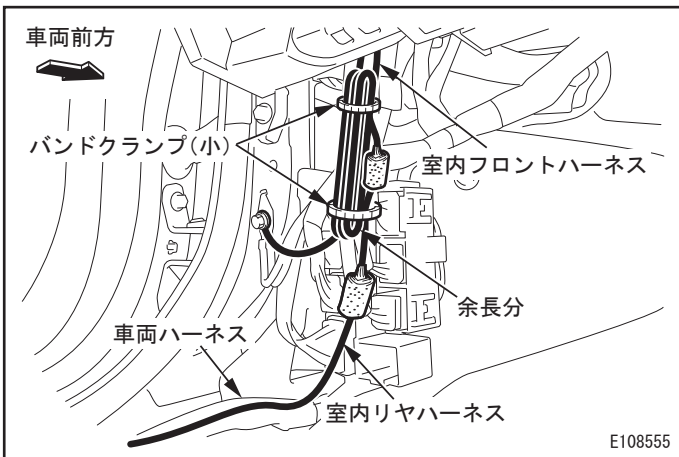 車両前方
バンドクランプ(小)
室内フロントハーネス
余長分
車両ハーネス
室内リヤハーネス
E108555